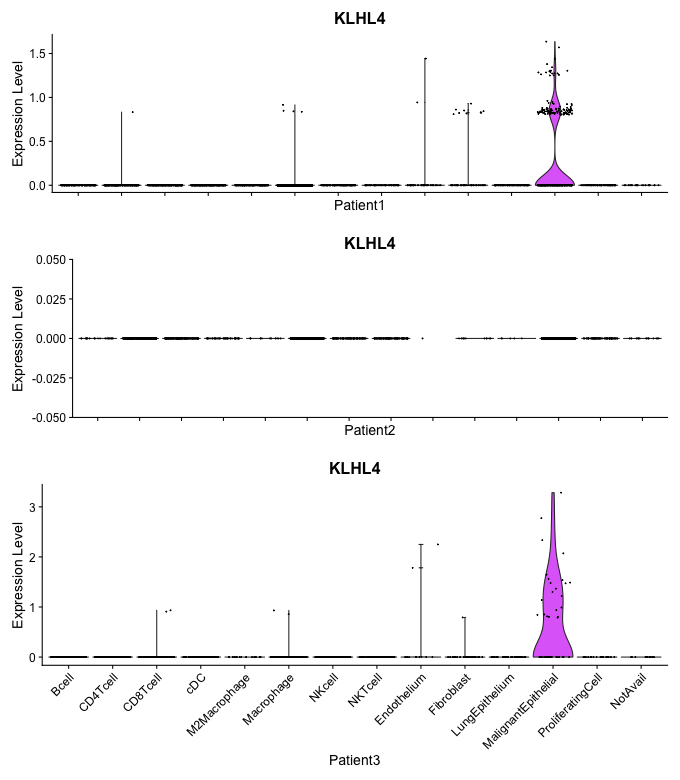 KLHL4
Expression Level
1.5
1.0
0.5
0.0
Patient1
KLHL4
Expression Level
0.050
0.025
0.000
-0.025
-0.050
Patient2
KLHL4
Expression Level
3
2
1
0
Bcell
CD4Tcell
CD8Tcell
cDC
M2Macrophage
Macrophage
NKcell
NKTcell
Endothelium
Fibroblast
LungEpithelium
MalignantEpithelial
ProliferatingCell
NotAvail
Patient3